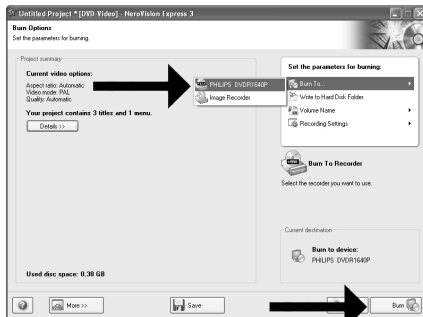 Untitled Project *[DVD-Video] - NeroVision Express 3
Burn Options
Set the parameters for burning.
Project summary
Current video options:
Aspect ratio: Automatic
Video mode: PAL
Quality: Automatic
Your project contains 3 titles and 1 menu.
Details >>
Used disc space: 0.38 GB
PHILIPS DVDR1640P
Image Recorder
Set the parameters for burning:
Burn To...
Write to Hard Disk Folder
Volume Name
Recording Settings
Burn To Recorder
Select the recorder you want to use.
Current destination
Burn to device:
PHILIPS DVDR1640P
More >>
Save
Burn